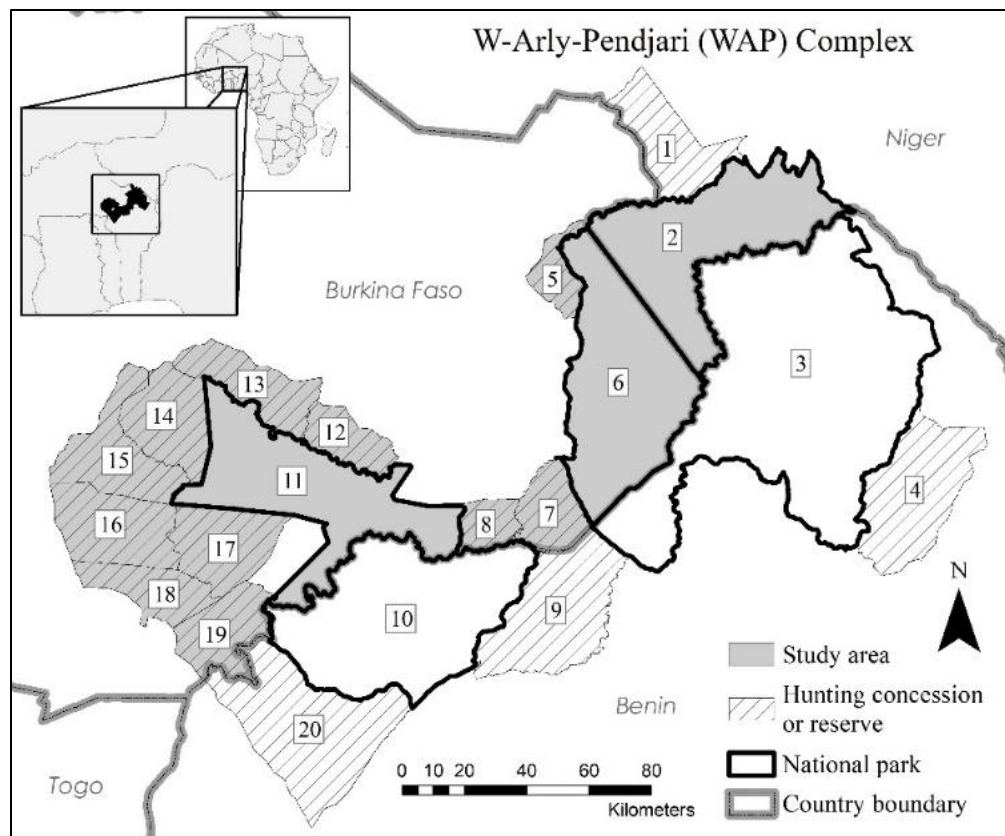 W-Arly-Pendjari (WAP) Complex
Niger
1
2
5
Burkina Faso
3
6
13
12
14
15
11
4
16
8
7
17
18
9
10
19
N
Study area
Hunting concession
or reserve
Benin
20
National park
Togo
0 10 20 40 60 80
Kilometers
Country boundary